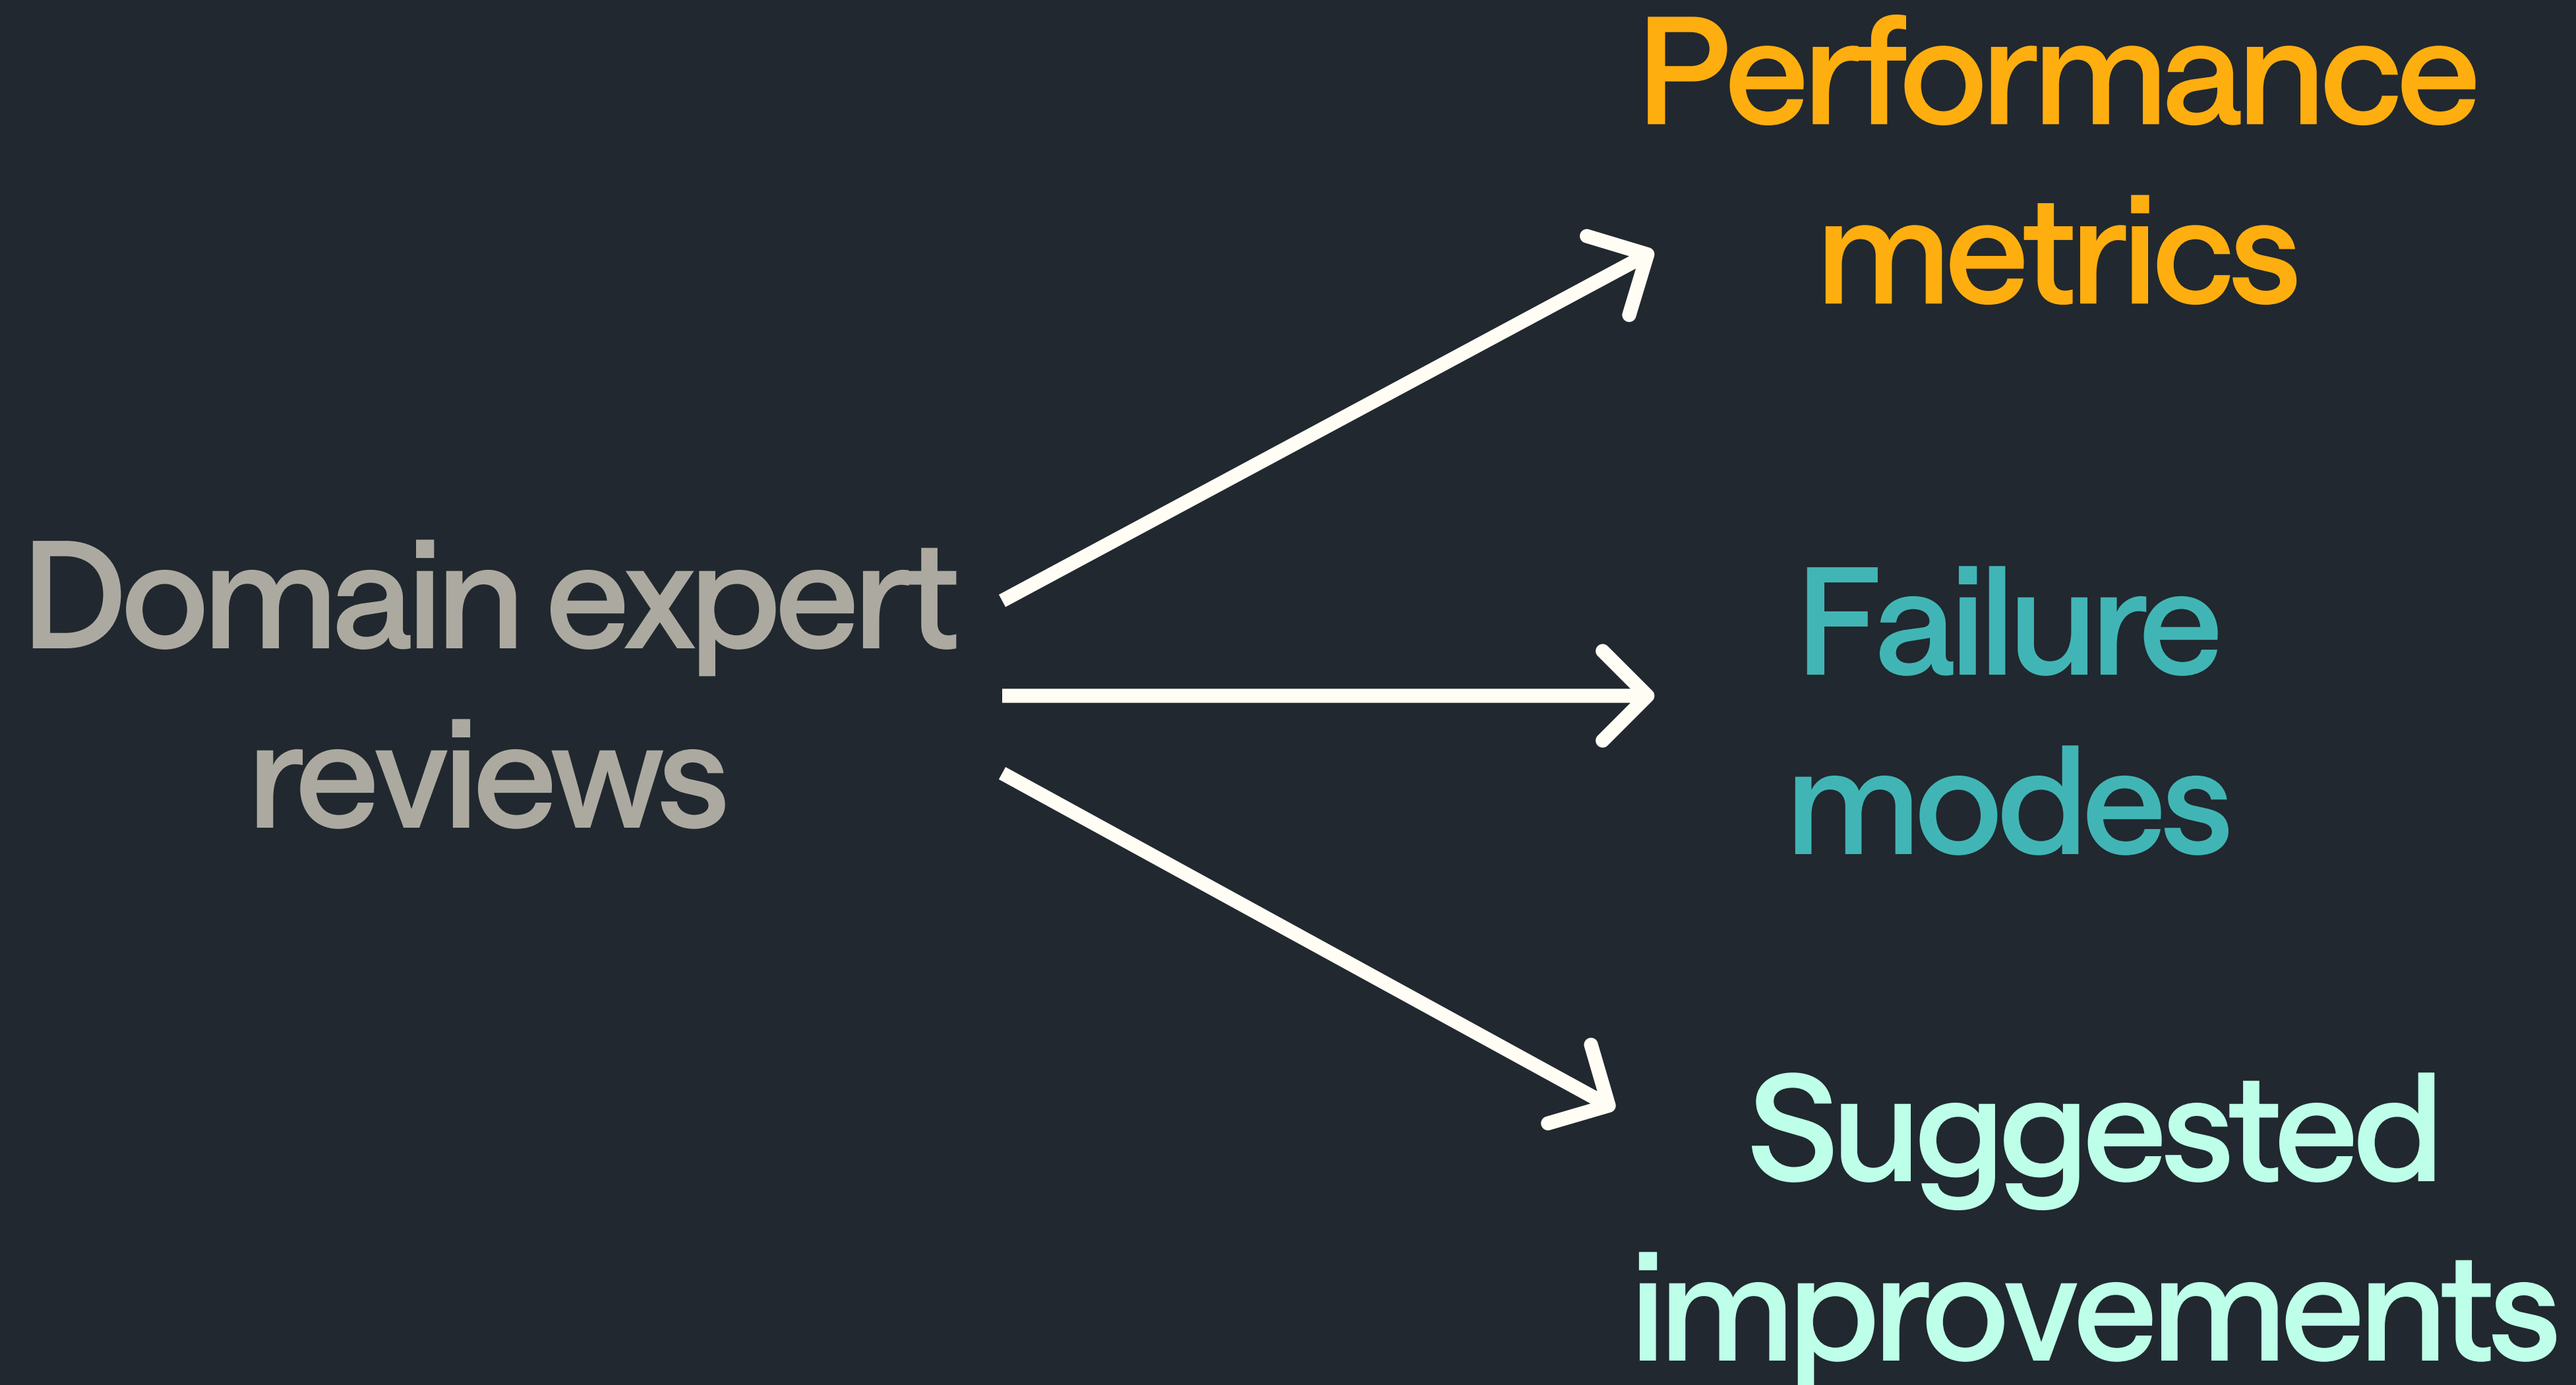 Domain expert
reviews
Performance
metrics
Failure
modes
Suggested
improvements